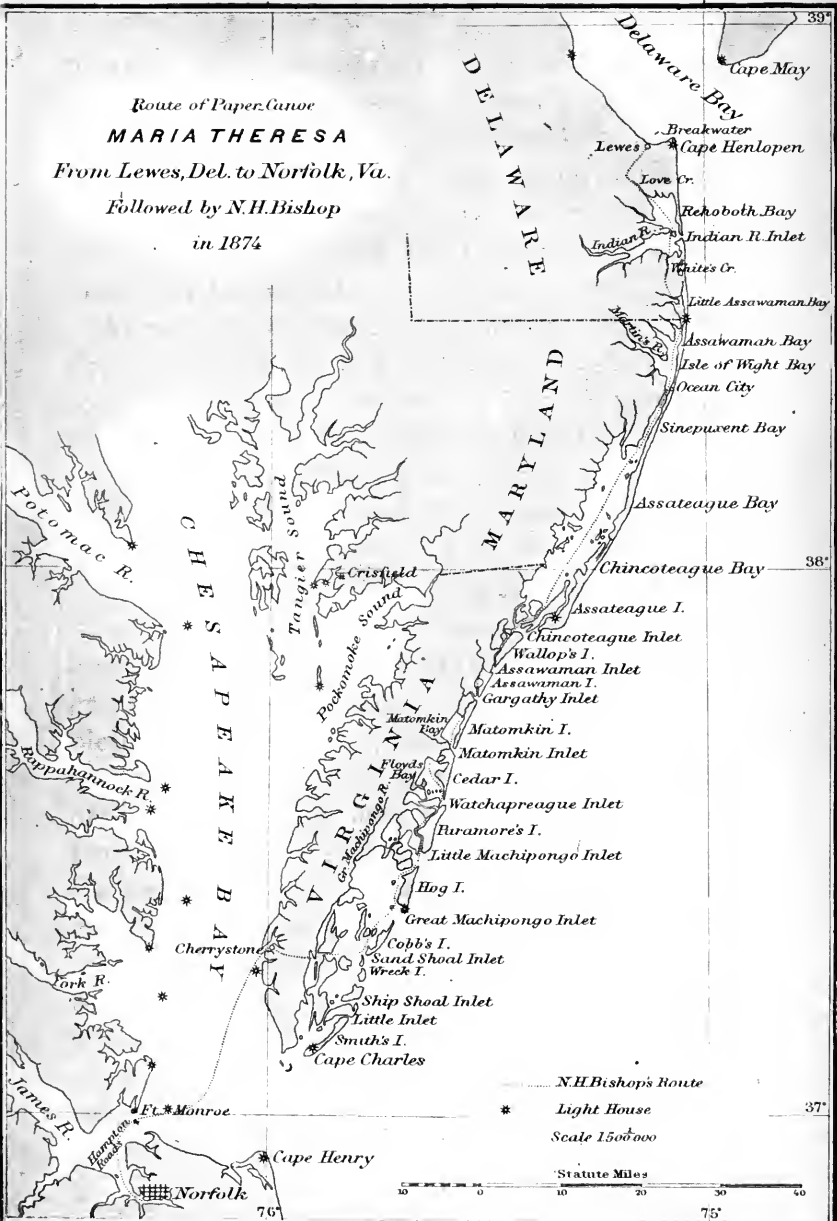 39°
Delaware Bay
Cape May
Route of Paper Canoe
MARIA THERESA
From Lewes, Del. to Norfolk, Va.
Followed by N.H.Bishop
in 1874
DELAWARE
Breakwater
Lewes
Cape Henlopen
Love Cr.
Rehoboth Bay
Indian R.
Indian R. Inlet
White's Cr.
Little Assawaman Bay
Martin's R.
Assawaman Bay
Isle of Wight Bay
Ocean City
Sinepuxent Bay
MARYLAND
Assateague Bay
Potomac R.
CHESAPEAKE BAY
Tangier Sound
38°
Crisfield
Chincoteague Bay
Pockomoke Sound
Assateague I.
Chincoteague Inlet
Wallop's I.
Assawaman Inlet
Assawaman I.
Gargathy Inlet
VIRGINIA
Matomkin
Bay
Matomkin I.
Matomkin Inlet
Floyds
Bay
Cedar I.
Rappahannock R.
Gr. Machipongo R.
Watchapreague Inlet
Paramore's I.
Little Machipongo Inlet
Hog I.
Great Machipongo Inlet
Cherrystone
Cobb's I.
Sand Shoal Inlet
Wreck I.
York R.
Ship Shoal Inlet
Little Inlet
Smith's I.
Cape Charles
James R.
Ft. Monroe
Hampton
Roads
N.H.Bishop's Route
37°
Light House
Scale 1500000
Cape Henry
Norfolk
Statute Miles
10 0 10 20 30 40
76°
75°